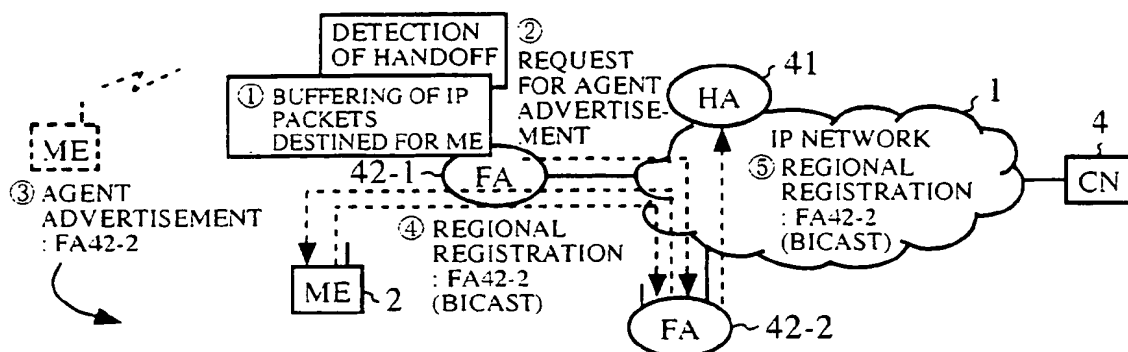 DETECTION
OF HANDOFF
② REQUEST
FOR AGENT
ADVERTISE-
MENT
① BUFFERING OF IP
PACKETS
DESTINED FOR ME
ME
③ AGENT
ADVERTISEMENT
: FA42-2
42-1
FA
HA
41
IP NETWORK
1
⑤ REGIONAL
REGISTRATION
: FA42-2
(BICAST)
4
CN
④ REGIONAL
REGISTRATION
: FA42-2
(BICAST)
ME
2
FA
42-2